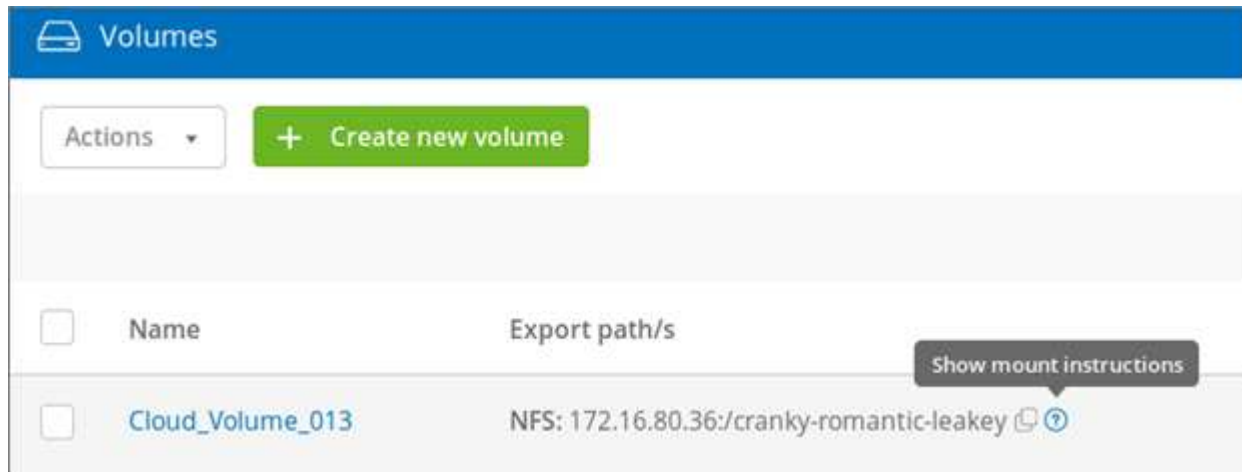 Volumes
Actions
+ Create new volume
Name Export path/s
Show mount instructions
Cloud_Volume_013 NFS: 172.16.80.36:/cranky-romantic-leakey